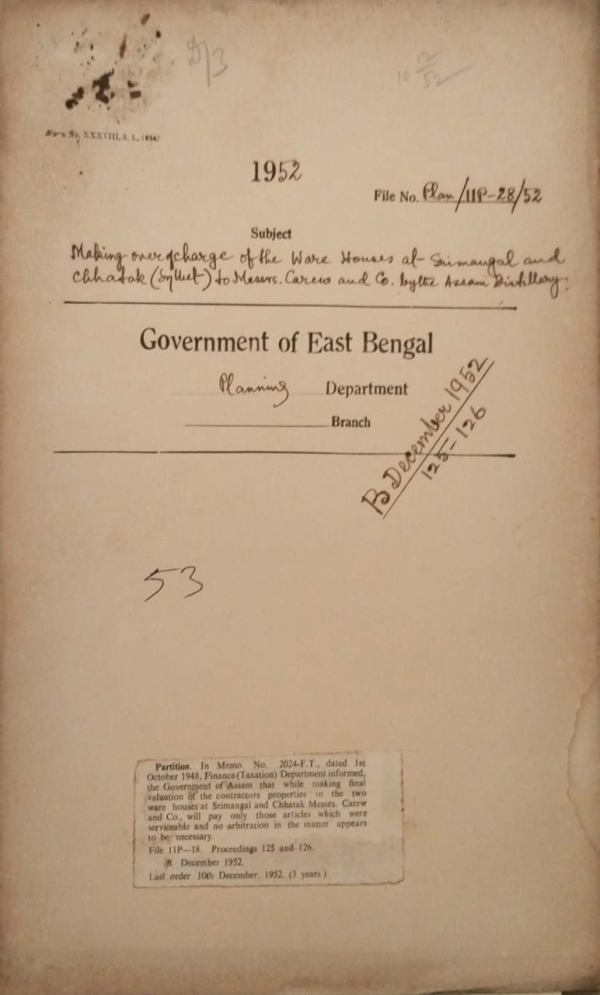 D/3
10 12/52
Form No. XXXVIII, S. I., 
1952
File No. Plan/11P-28/52
Subject
Making over of charge of the Ware Houses at Srimangal and
Chhatak (Sylhet) to Messrs. Carew and Co. by the Assam Distillary.
Government of East Bengal
Planning Department
Branch
B December 1952
125-126
53
Partition. In Memo. No. 2024-F.T., dated 1st
October 1948, Finance (Taxation) Department informed,
the Government of Assam that while making final
valuation of the contractors properties in the two
ware houses at Srimangal and Chhatak Messrs. Carew
and Co., will pay only those articles which were
serviceable and no arbitration in the matter appears
to be necessary.
File 11P—18. Proceedings 125 and 126.
B December 1952.
Last order 10th December. 1952. (3 years.)